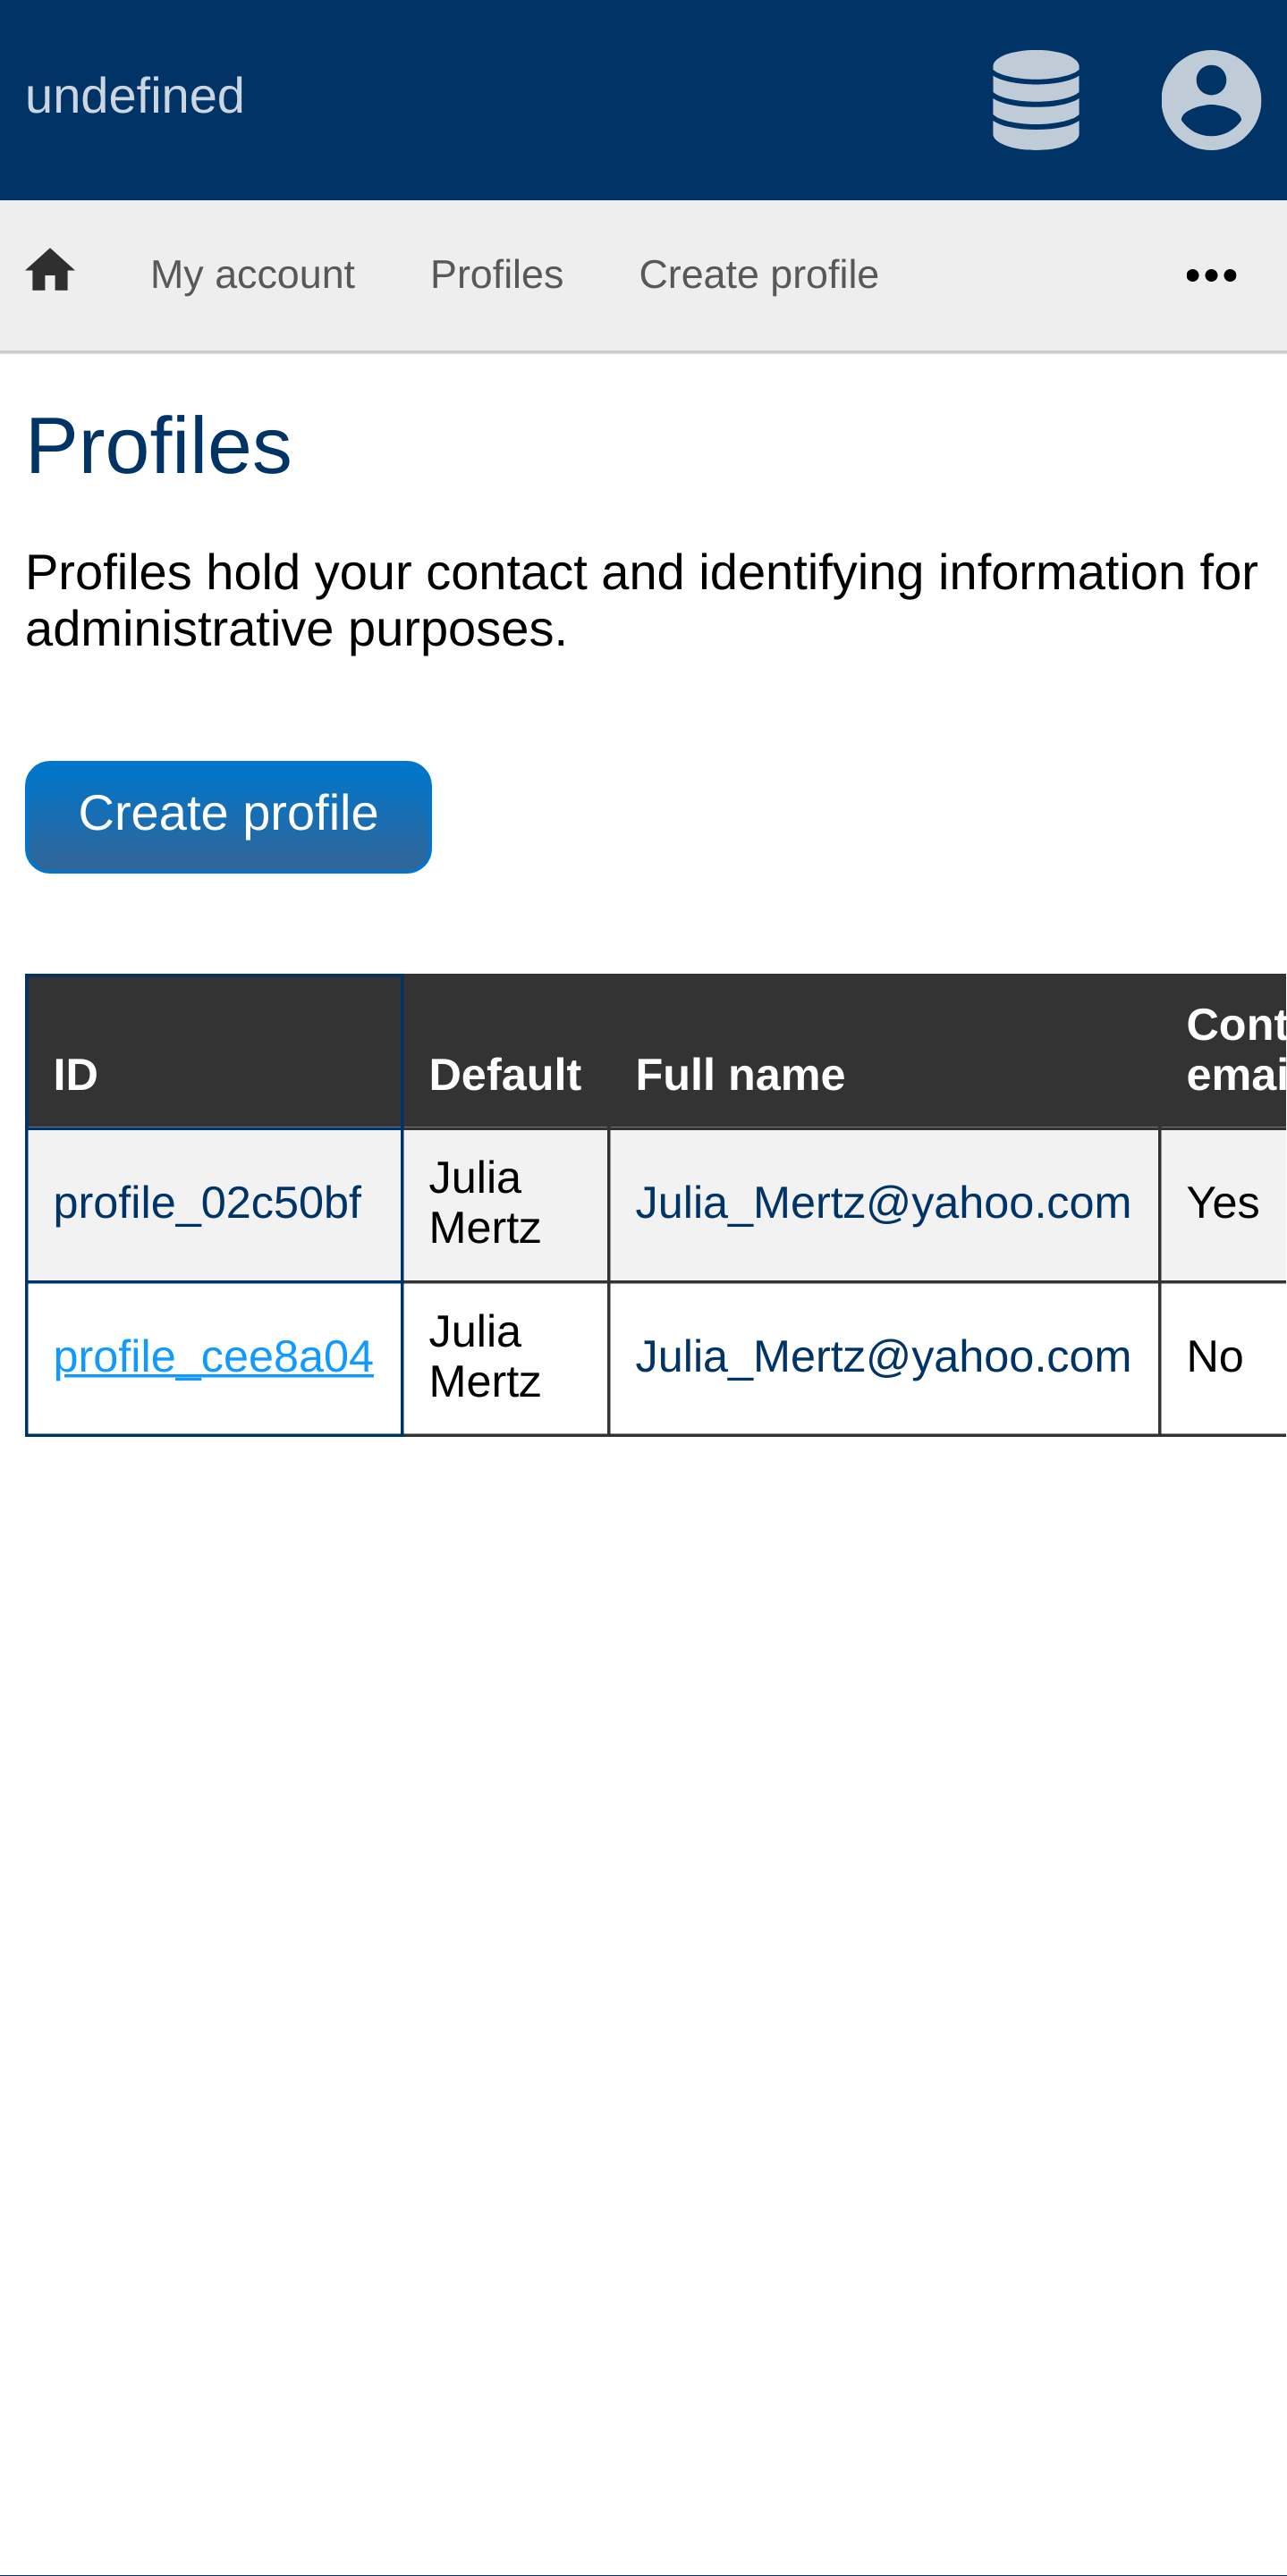 undefined
My account Profiles Create profile
Profiles
Profiles hold your contact and identifying information for
administrative purposes.
Create profile
ID Default Full name Cont
emai
profile_02c50bf Julia
Mertz Julia_Mertz@yahoo.com Yes
profile_cee8a04 Julia
Mertz Julia_Mertz@yahoo.com No